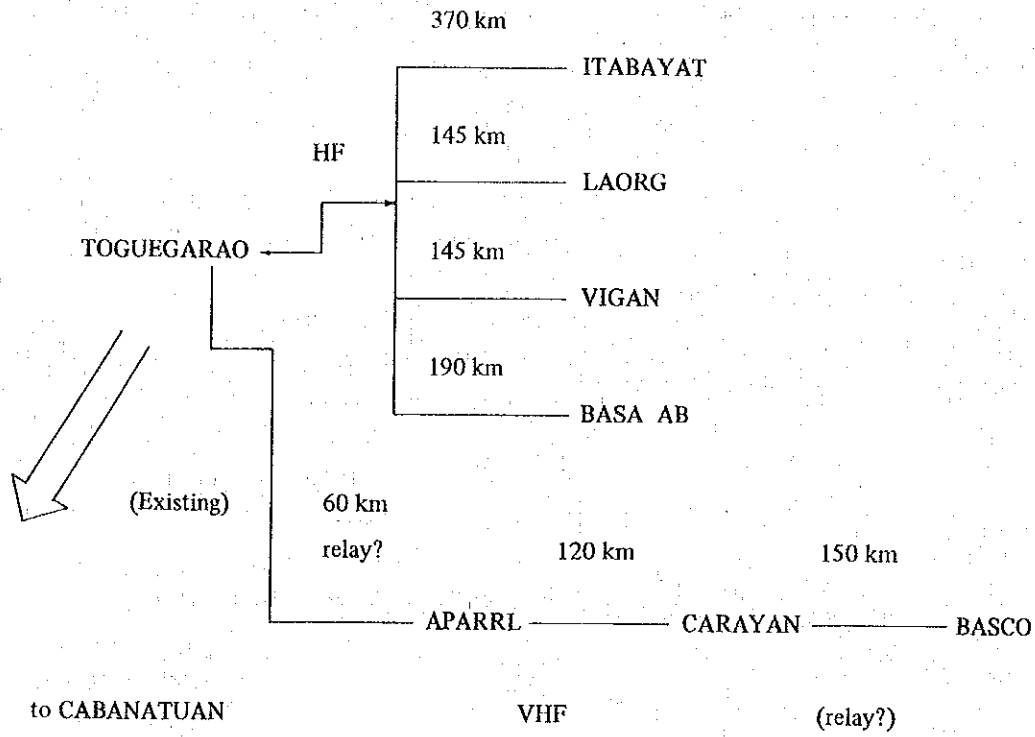 370 km
ITABAYAT
145 km
HF
LAORG
TOGUEGARAO
145 km
VIGAN
190 km
BASA AB
(Existing)
60 km
relay?
120 km
150 km
APARRL
CARAYAN
BASCO
to CABANATUAN
VHF
(relay?)